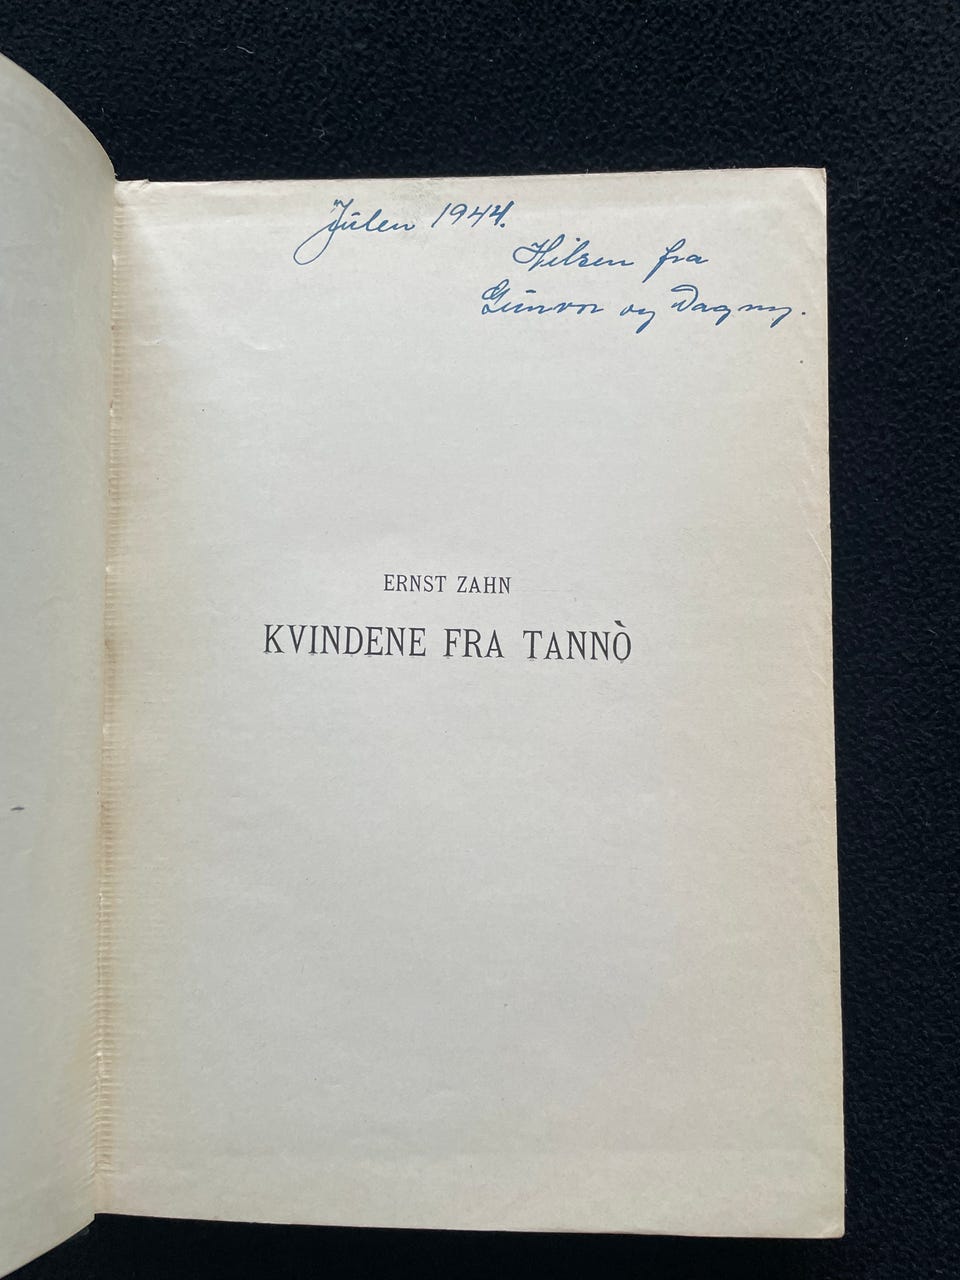 Julen 1944.
Hilsen fra
Gunvor og Dagny.
ERNST ZAHN
KVINDENE FRA TANNÒ